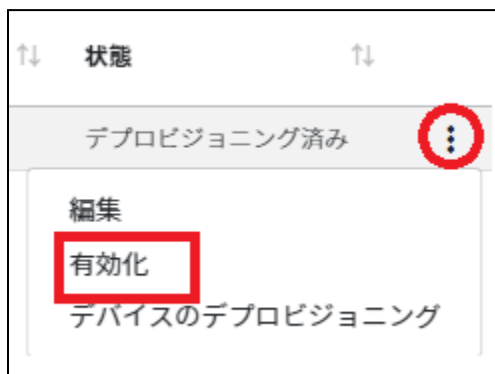 状態
デプロビジョニング済み
編集
有効化
デバイスのデプロビジョニング